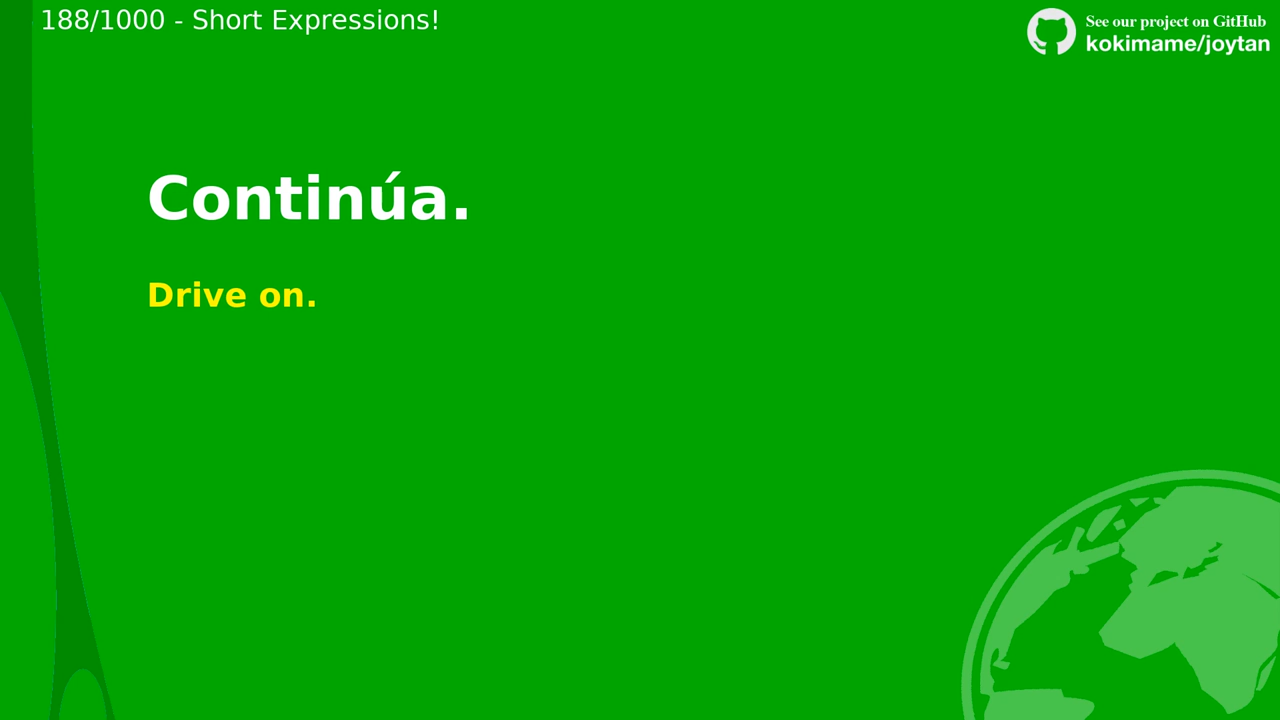 188/1000 - Short Expressions!
See our project on GitHub
kokimame/joytan
Continúa.
Drive on.